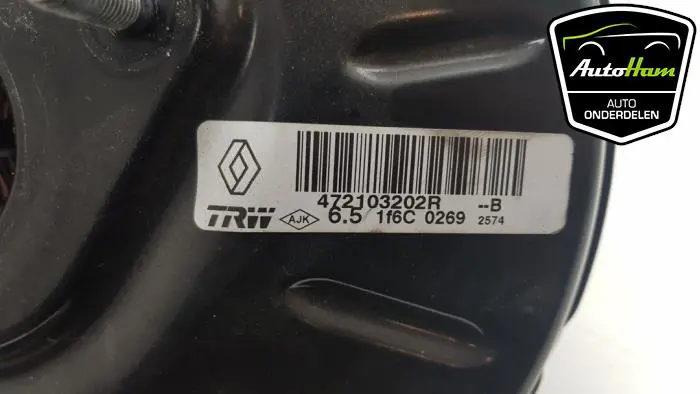 AutoHam
AUTO
ONDERDELEN
472103202R --B
TRW AJK 6.5 1f6C 0269 2574